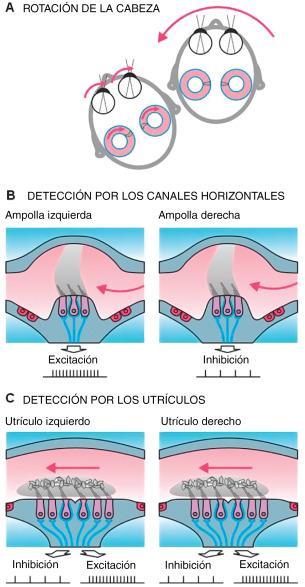 A ROTACIÓN DE LA CABEZA
B DETECCIÓN POR LOS CANALES HORIZONTALES
Ampolla izquierda Ampolla derecha
Excitación Inhibición
C DETECCIÓN POR LOS UTRÍCULOS
Utrículo izquierdo Utrículo derecho
Inhibición Excitación Inhibición Excitación